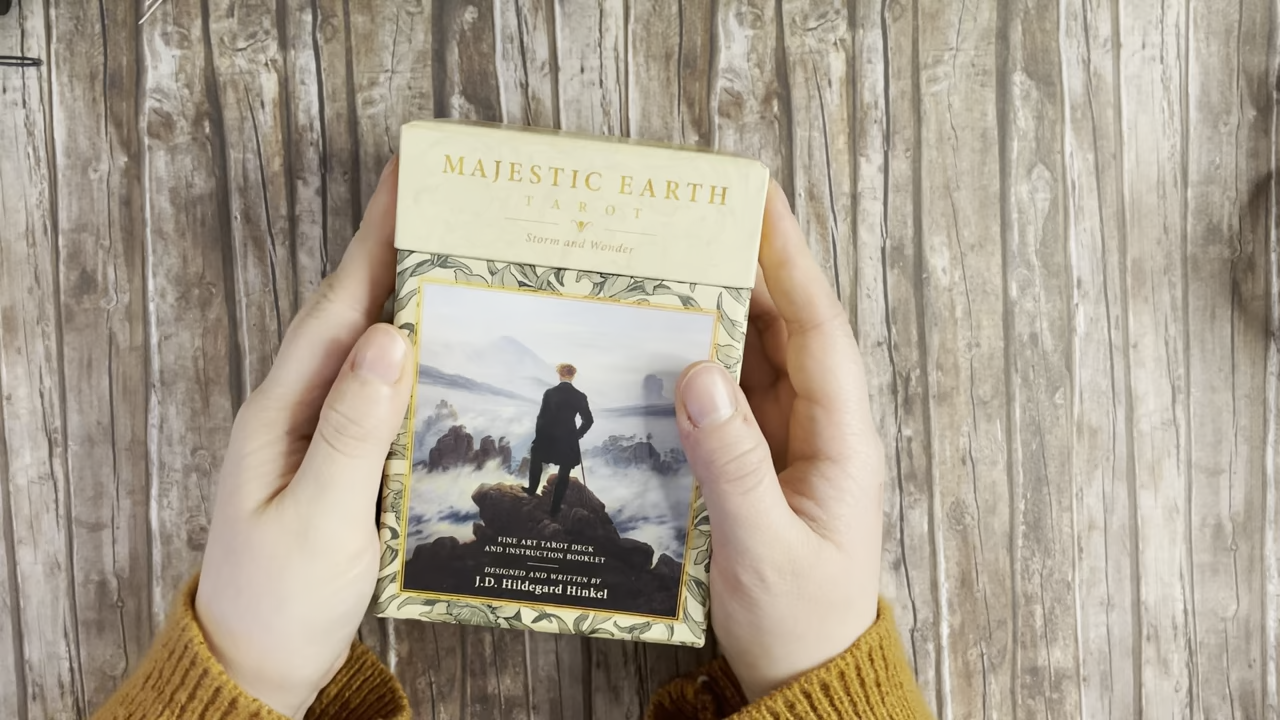 MAJESTIC EARTH
TAROT
Storm and Wonder
FINE ART TAROT DECK
AND INSTRUCTION BOOKLET
DESIGNED AND WRITTEN BY
J.D. Hildegard Hinkel